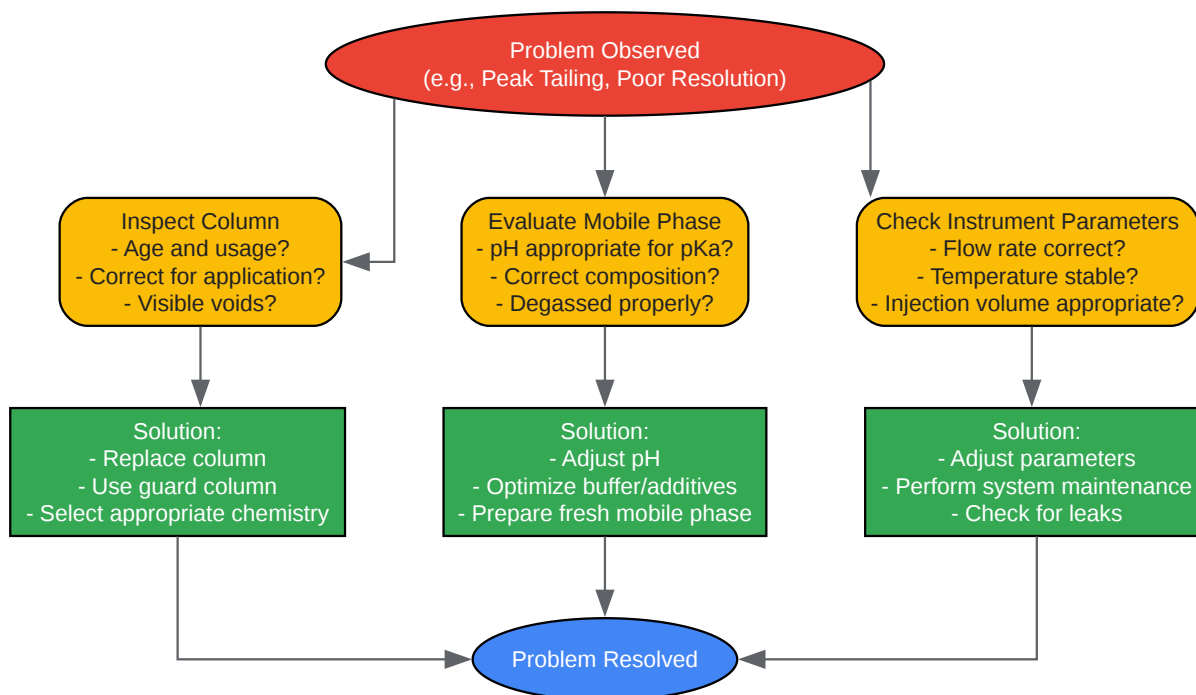 Problem Observed
(e.g., Peak Tailing, Poor Resolution)
Inspect Column
- Age and usage?
- Correct for application?
- Visible voids?
Evaluate Mobile Phase
- pH appropriate for pKa?
- Correct composition?
- Degassed properly?
Check Instrument Parameters
- Flow rate correct?
- Temperature stable?
- Injection volume appropriate?
Solution:
- Replace column
- Use guard column
- Select appropriate chemistry
Solution:
- Adjust pH
- Optimize buffer/additives
- Prepare fresh mobile phase
Solution:
- Adjust parameters
- Perform system maintenance
- Check for leaks
Problem Resolved